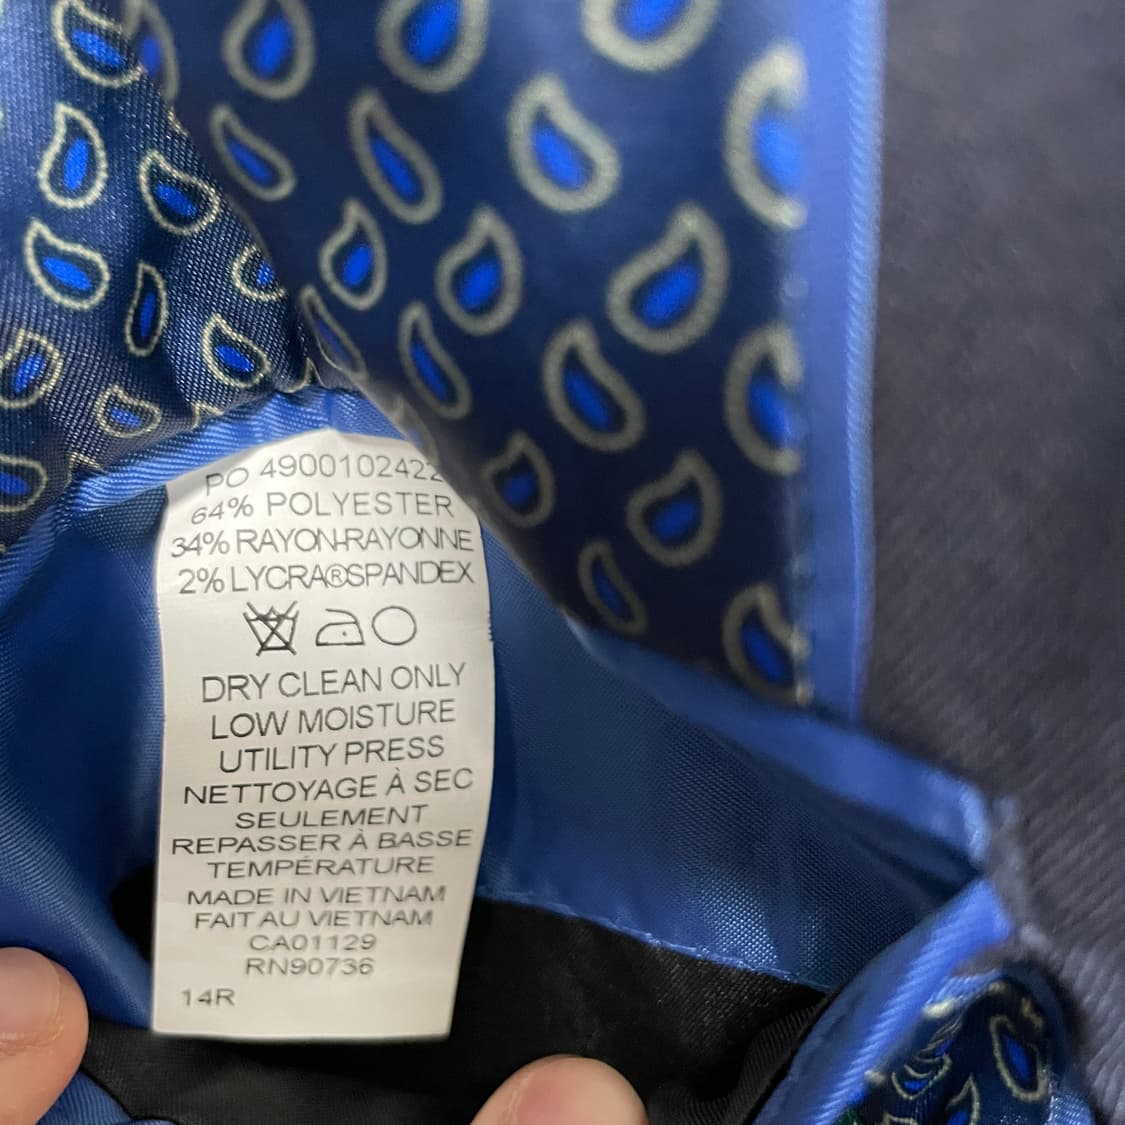 PO 4900102422
64% POLYESTER
34% RAYON-RAYONNE
2% LYCRA®SPANDEX
DRY CLEAN ONLY
LOW MOISTURE
UTILITY PRESS
NETTOYAGE À SEC
SEULEMENT
REPASSER À BASSE
TEMPÉRATURE
MADE IN VIETNAM
FAIT AU VIETNAM
CA01129
RN90736
14R